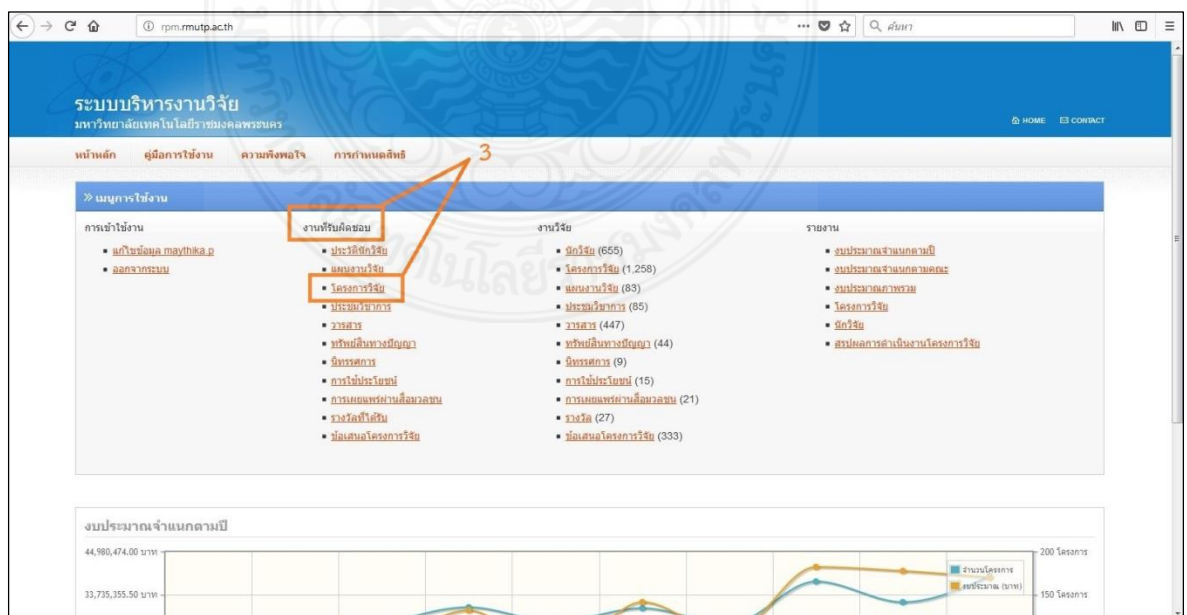 rpm.rmutp.ac.th
ค้นหา
ระบบบริหารงานวิจัย
มหาวิทยาลัยเทคโนโลยีราชมงคลพระนคร
HOME CONTACT
หน้าหลัก คู่มือการใช้งาน ความพึงพอใจ การกำหนดสิทธิ
3
» เมนูการใช้งาน
การเข้าใช้งาน
แก้ไขข้อมูล maythika.p
ออกจากระบบ
งานที่รับผิดชอบ
ประวัตินักวิจัย
แผนงานวิจัย
โครงการวิจัย
ประชุมวิชาการ
วารสาร
ทรัพย์สินทางปัญญา
นิทรรศการ
การใช้ประโยชน์
การเผยแพร่ผ่านสื่อมวลชน
รางวัลที่ได้รับ
ข้อเสนอโครงการวิจัย
งานวิจัย
นักวิจัย (655)
โครงการวิจัย (1,258)
แผนงานวิจัย (83)
ประชุมวิชาการ (85)
วารสาร (447)
ทรัพย์สินทางปัญญา (44)
นิทรรศการ (9)
การใช้ประโยชน์ (15)
การเผยแพร่ผ่านสื่อมวลชน (21)
รางวัล (27)
ข้อเสนอโครงการวิจัย (333)
รายงาน
งบประมาณจำแนกตามปี
งบประมาณจำแนกตามคณะ
งบประมาณภาพรวม
โครงการวิจัย
นักวิจัย
สรุปผลการดำเนินงานโครงการวิจัย
งบประมาณจำแนกตามปี
44,980,474.00 บาท
200 โครงการ
จำนวนโครงการ
งบประมาณ (บาท)
33,735,355.50 บาท
150 โครงการ